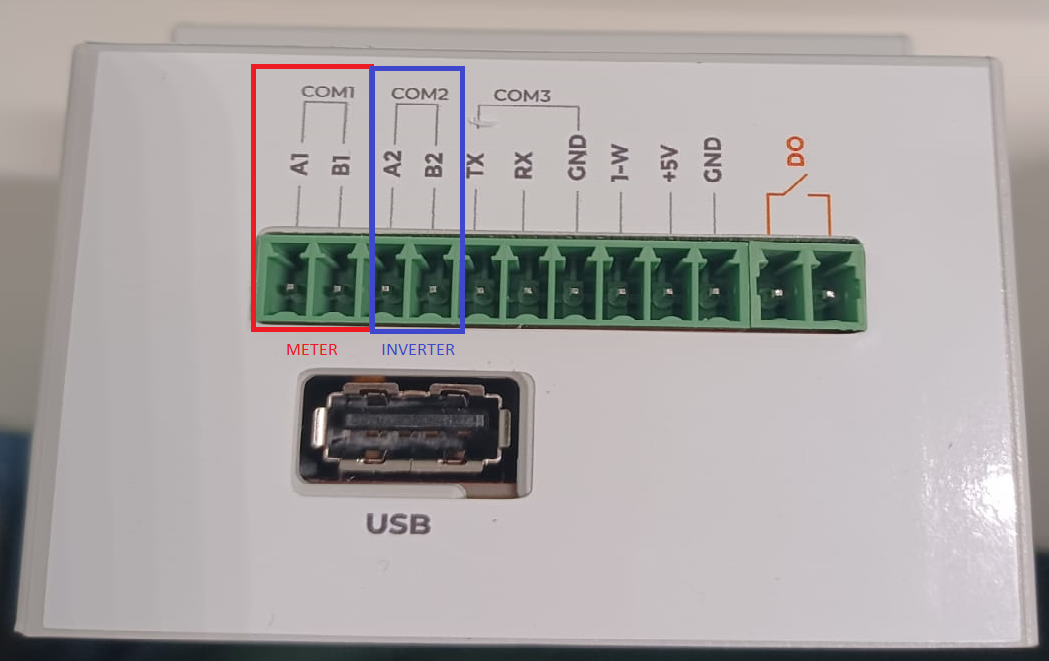 COM1 COM2 COM3
A1 B1 A2 B2 TX RX GND 1-W +5V GND DO
METER INVERTER
USB